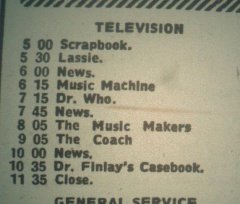 TELEVISION
5 00 Scrapbook.
5 30 Lassie.
6 00 News.
6 15 Music Machine
7 15 Dr. Who.
7 45 News.
8 05 The Music Makers
9 05 The Coach
10 00 News.
10 35 Dr. Finlay's Casebook.
11 35 Close.
GENERAL SERVICE